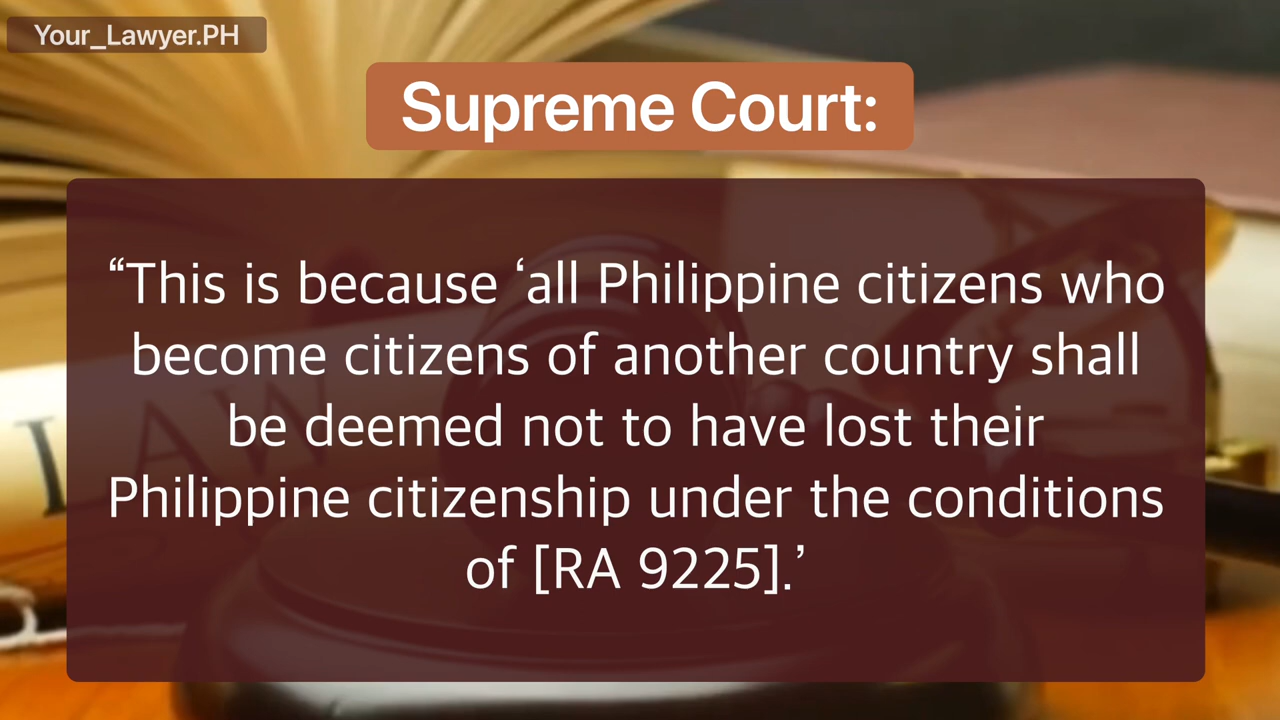 Your_Lawyer.PH
Supreme Court:
“This is because ‘all Philippine citizens who
become citizens of another country shall
be deemed not to have lost their
Philippine citizenship under the conditions
of [RA 9225].’
LAW